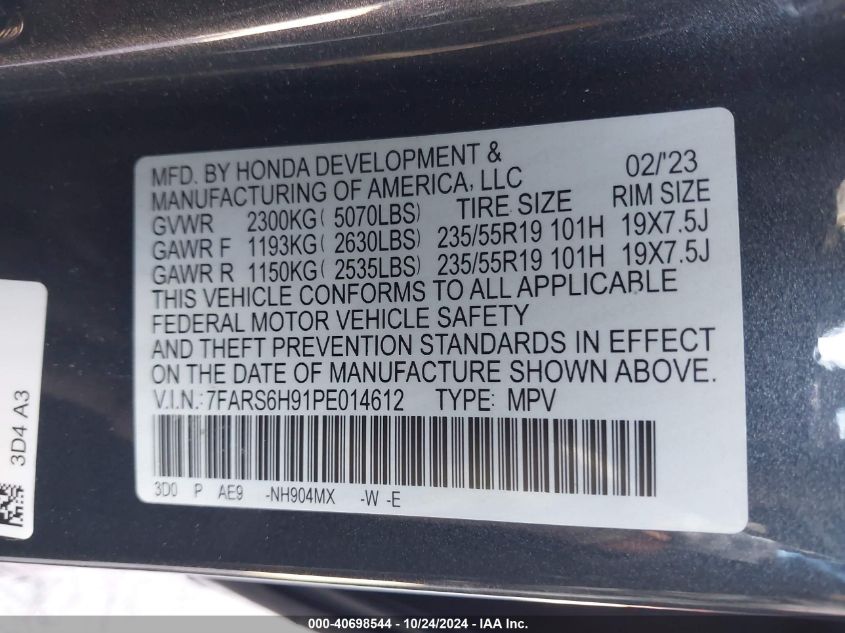 MFD. BY HONDA DEVELOPMENT & 02/'23
MANUFACTURING OF AMERICA, LLC
GVWR 2300KG( 5070LBS) TIRE SIZE RIM SIZE
GAWR F 1193KG( 2630LBS) 235/55R19 101H 19X7.5J
GAWR R 1150KG( 2535LBS) 235/55R19 101H 19X7.5J
THIS VEHICLE CONFORMS TO ALL APPLICABLE
FEDERAL MOTOR VEHICLE SAFETY
AND THEFT PREVENTION STANDARDS IN EFFECT
ON THE DATE OF MANUFACTURE SHOWN ABOVE.
V.I.N.: 7FARS6H91PE014612 TYPE: MPV
3D0 P AE9 -NH904MX -W -E
3D4 A3
000-40698544 - 10/24/2024 - IAA Inc.